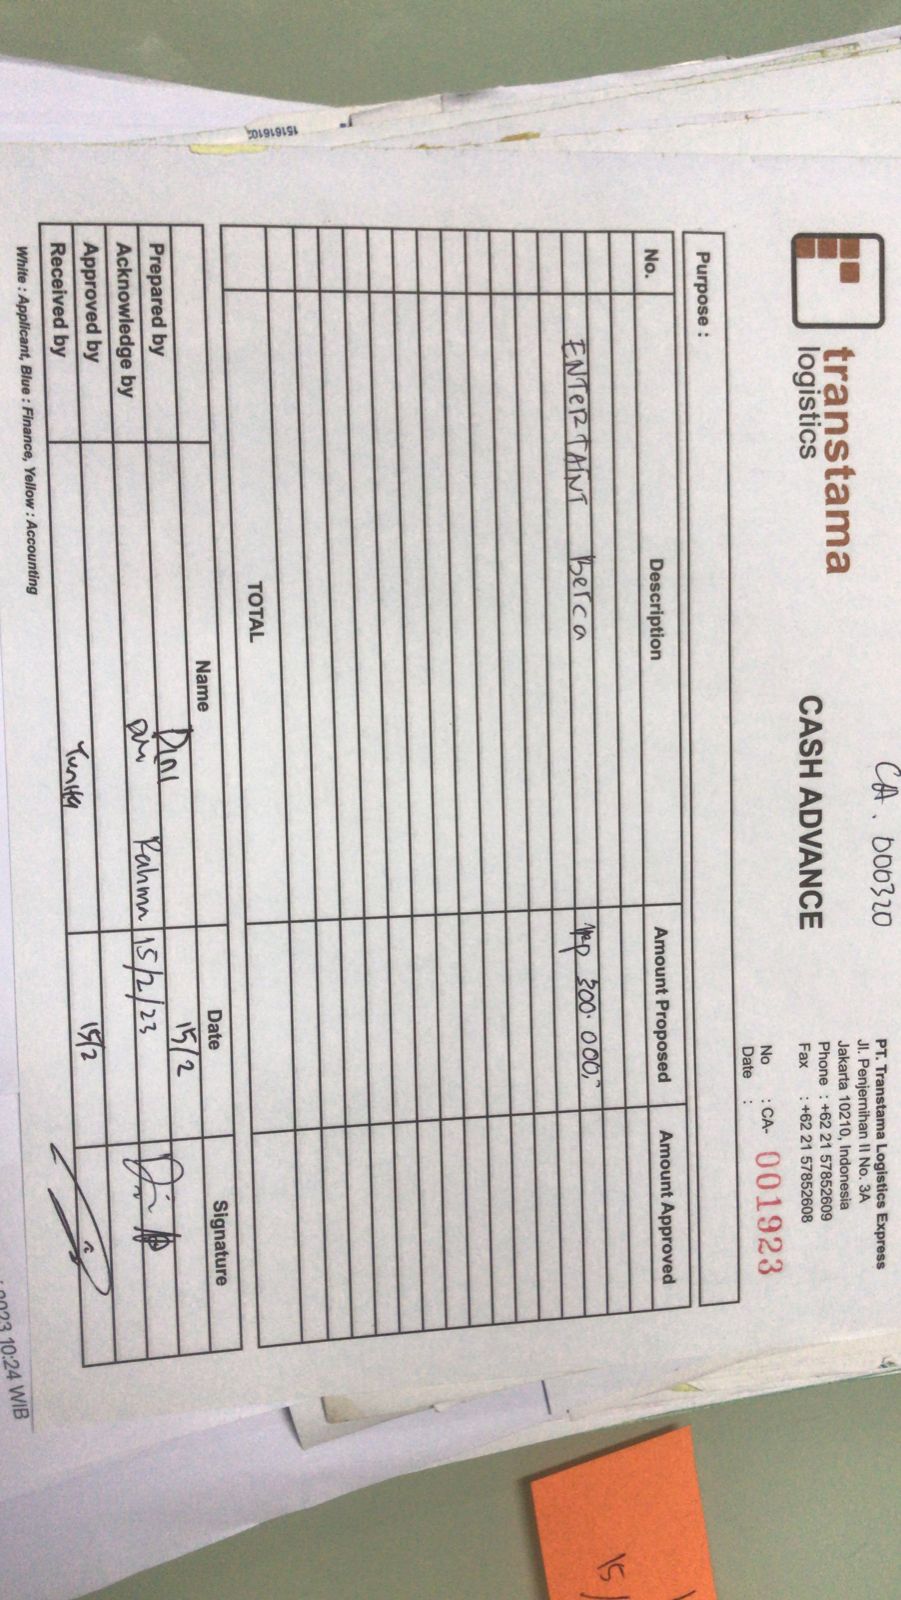 CA. 000320
transtama
logistics
CASH ADVANCE
PT. Transtama Logistics Express
Jl. Penjernihan II No. 3A
Jakarta 10210, Indonesia
Phone : +62 21 57852609
Fax : +62 21 57852608
No : CA- 001923
Date :
Purpose :
No. Description Amount Proposed Amount Approved
ENTERTAINT Berca Rp 300.000,-
TOTAL
Name Date Signature
Prepared by Dini 15/2
Acknowledge by Rahma 15/2/23
Approved by
Received by 15/2
White : Applicant, Blue : Finance, Yellow : Accounting
2023 10:24 WIB
15161610
15/